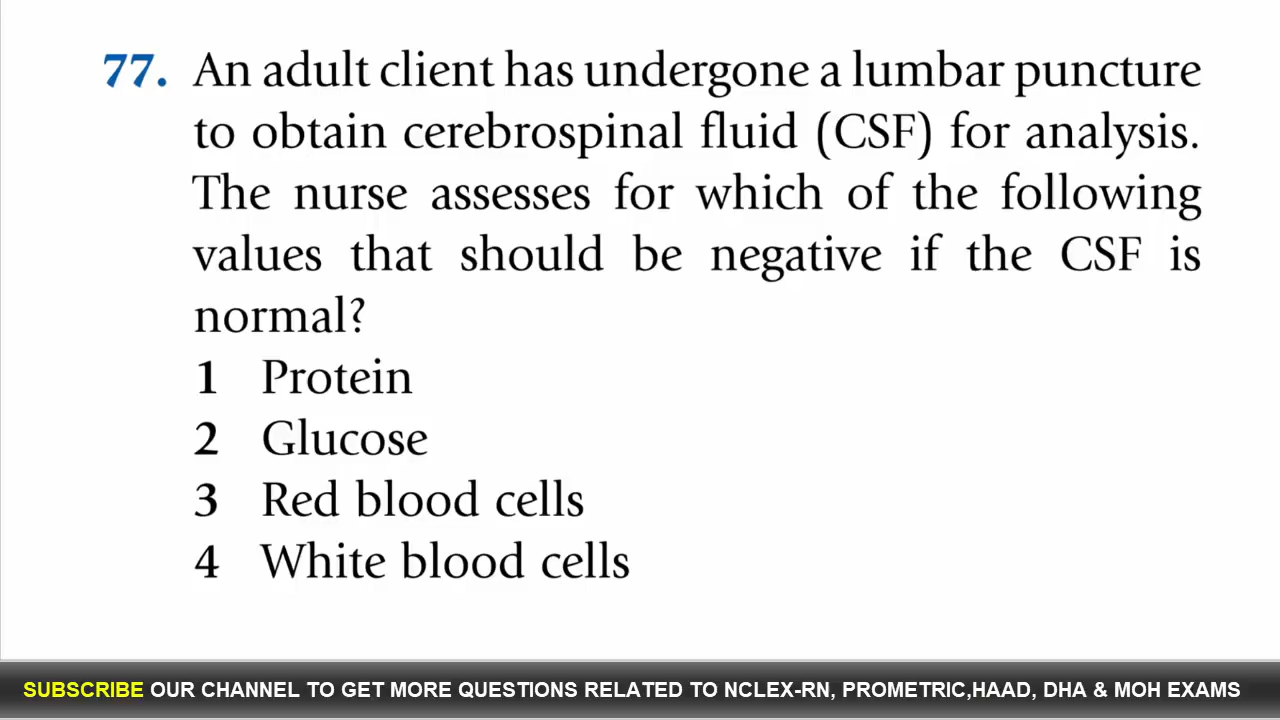 77. An adult client has undergone a lumbar puncture
to obtain cerebrospinal fluid (CSF) for analysis.
The nurse assesses for which of the following
values that should be negative if the CSF is
normal?
1 Protein
2 Glucose
3 Red blood cells
4 White blood cells
SUBSCRIBE OUR CHANNEL TO GET MORE QUESTIONS RELATED TO NCLEX-RN, PROMETRIC,HAAD, DHA & MOH EXAMS